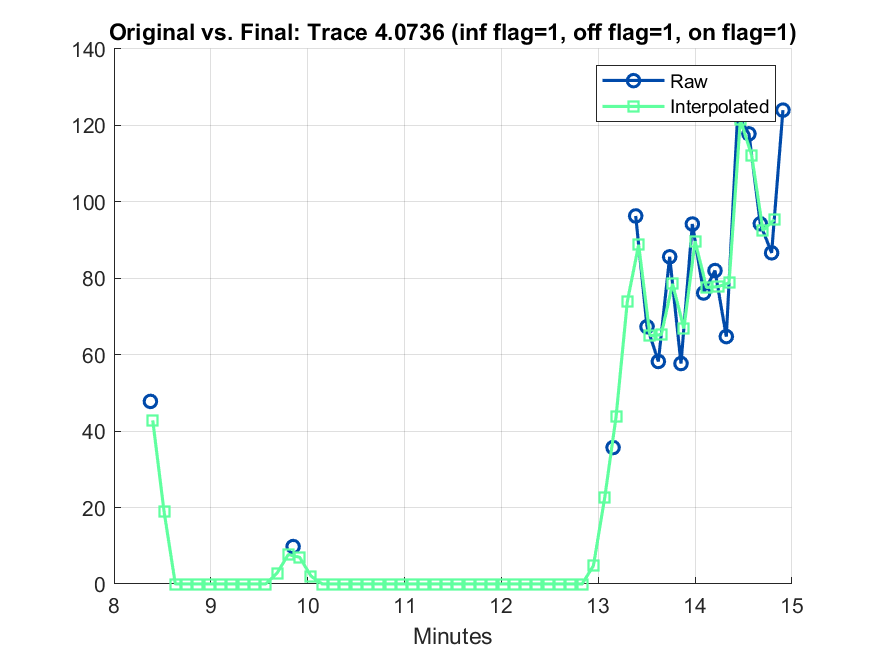 Original vs. Final: Trace 4.0736 (inf flag=1, off flag=1, on flag=1)
140
120
100
80
60
40
20
0
Raw
Interpolated
8 9 10 11 12 13 14 15
Minutes